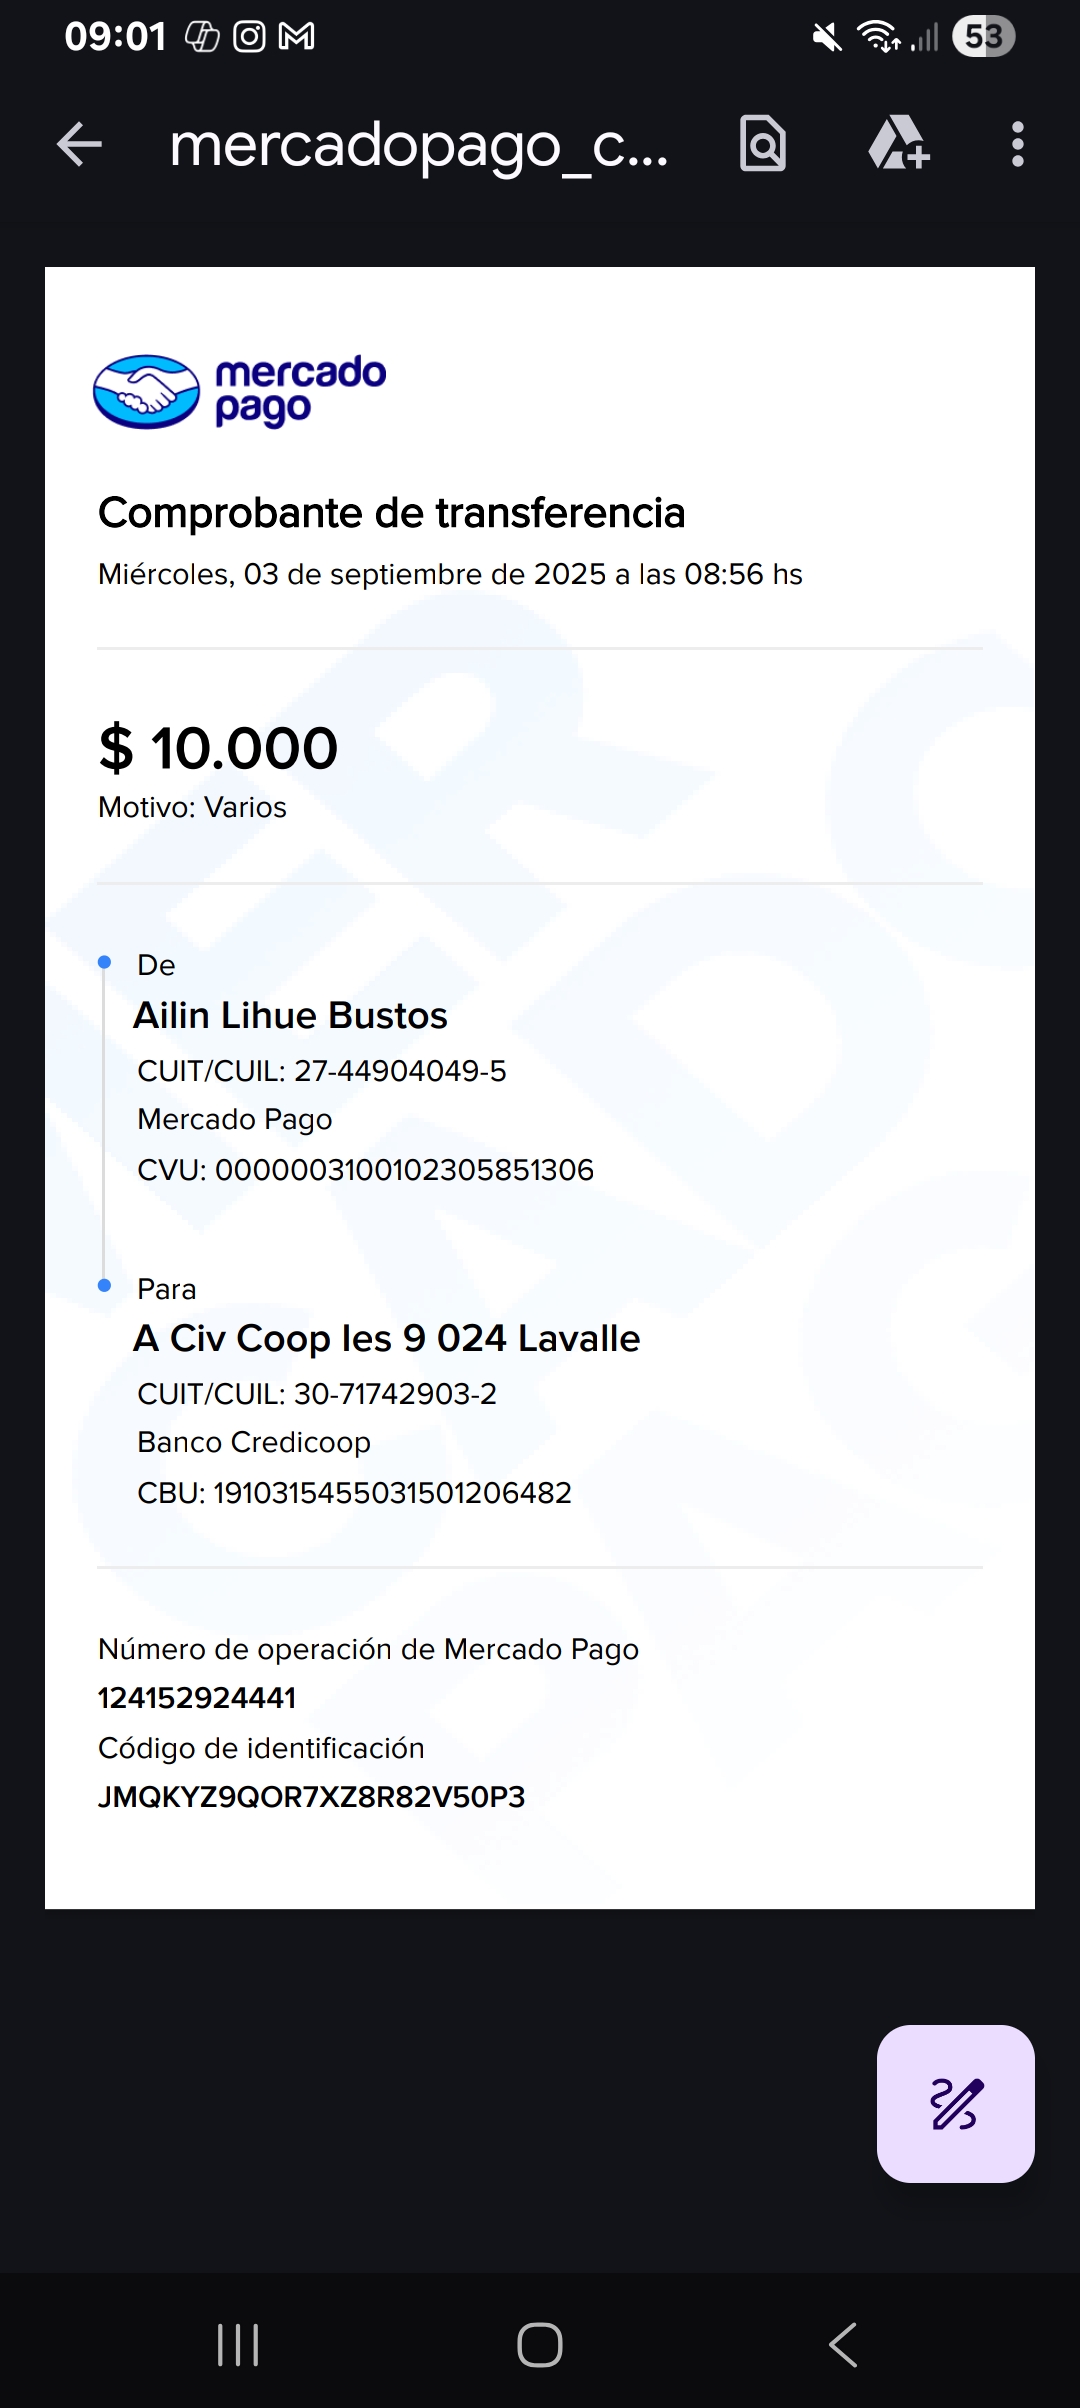 09:01
53
mercadopago_c...
mercado
pago
Comprobante de transferencia
Miércoles, 03 de septiembre de 2025 a las 08:56 hs
$ 10.000
Motivo: Varios
De
Ailin Lihue Bustos
CUIT/CUIL: 27-44904049-5
Mercado Pago
CVU: 0000003100102305851306
Para
A Civ Coop Ies 9 024 Lavalle
CUIT/CUIL: 30-71742903-2
Banco Credicoop
CBU: 1910315455031501206482
Número de operación de Mercado Pago
124152924441
Código de identificación
JMQKYZ9QOR7XZ8R82V50P3